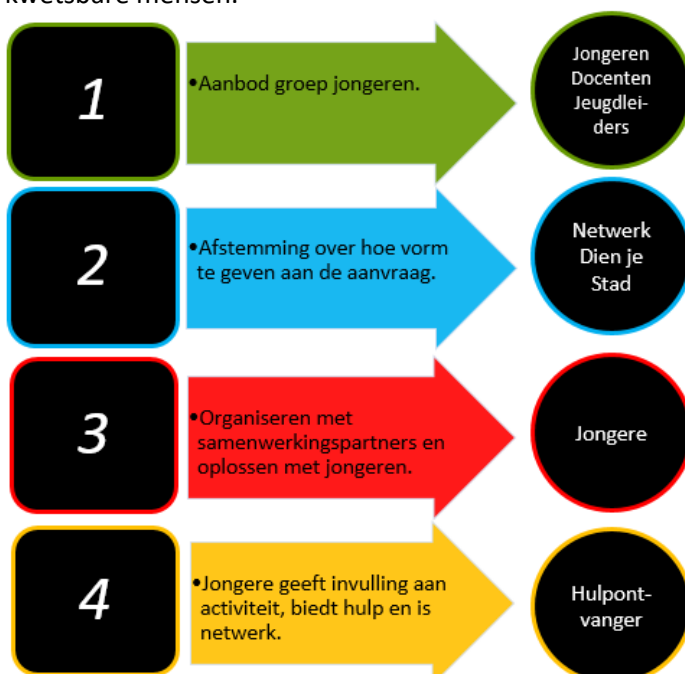 kwetsbare mensen.
1
•Aanbod groep jongeren.
Jongeren
Docenten
Jeugdlei-
ders
2
•Afstemming over hoe vorm
te geven aan de aanvraag.
Netwerk
Dien je
Stad
3
•Organiseren met
samenwerkingspartners en
oplossen met jongeren.
Jongere
4
•Jongere geeft invulling aan
activiteit, biedt hulp en is
netwerk.
Hulpont-
vanger